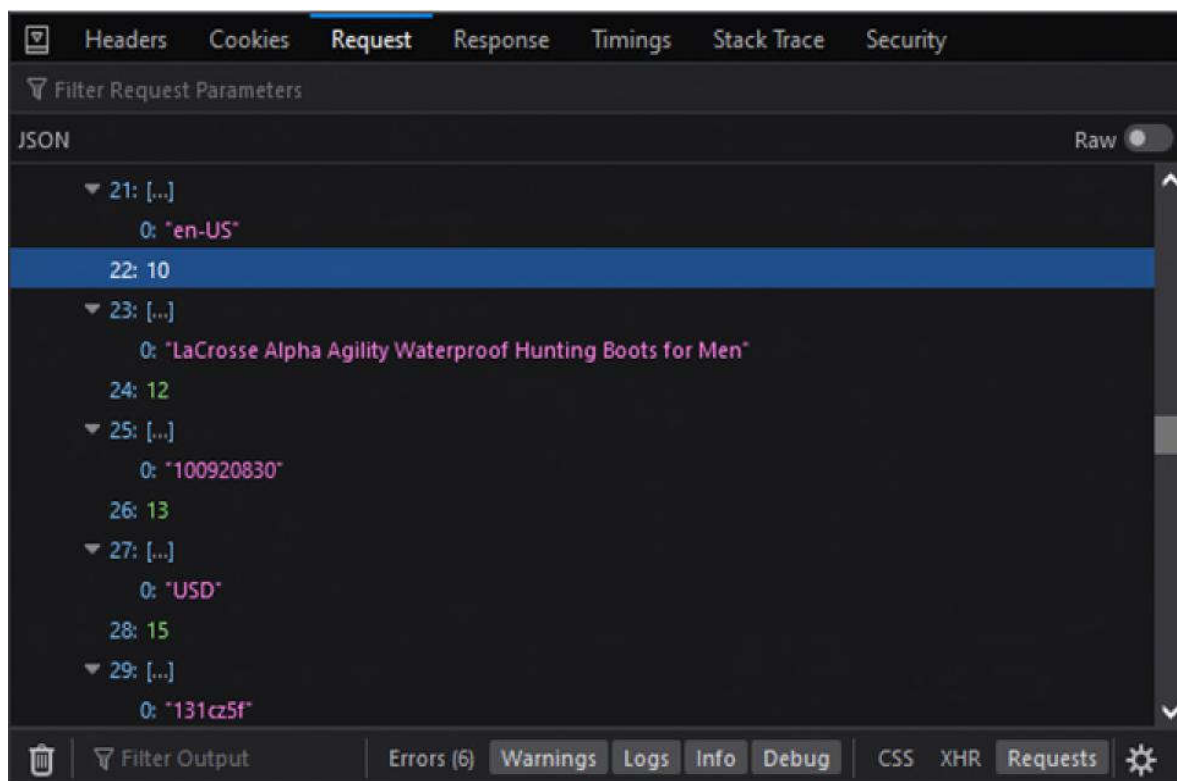 Headers Cookies Request Response Timings Stack Trace Security
Filter Request Parameters
JSON Raw
21: [...]
0: "en-US"
22: 10
23: [...]
0: "LaCrosse Alpha Agility Waterproof Hunting Boots for Men"
24: 12
25: [...]
0: "100920830"
26: 13
27: [...]
0: "USD"
28: 15
29: [...]
0: "131cz5f"
Filter Output Errors (6) Warnings Logs Info Debug CSS XHR Requests